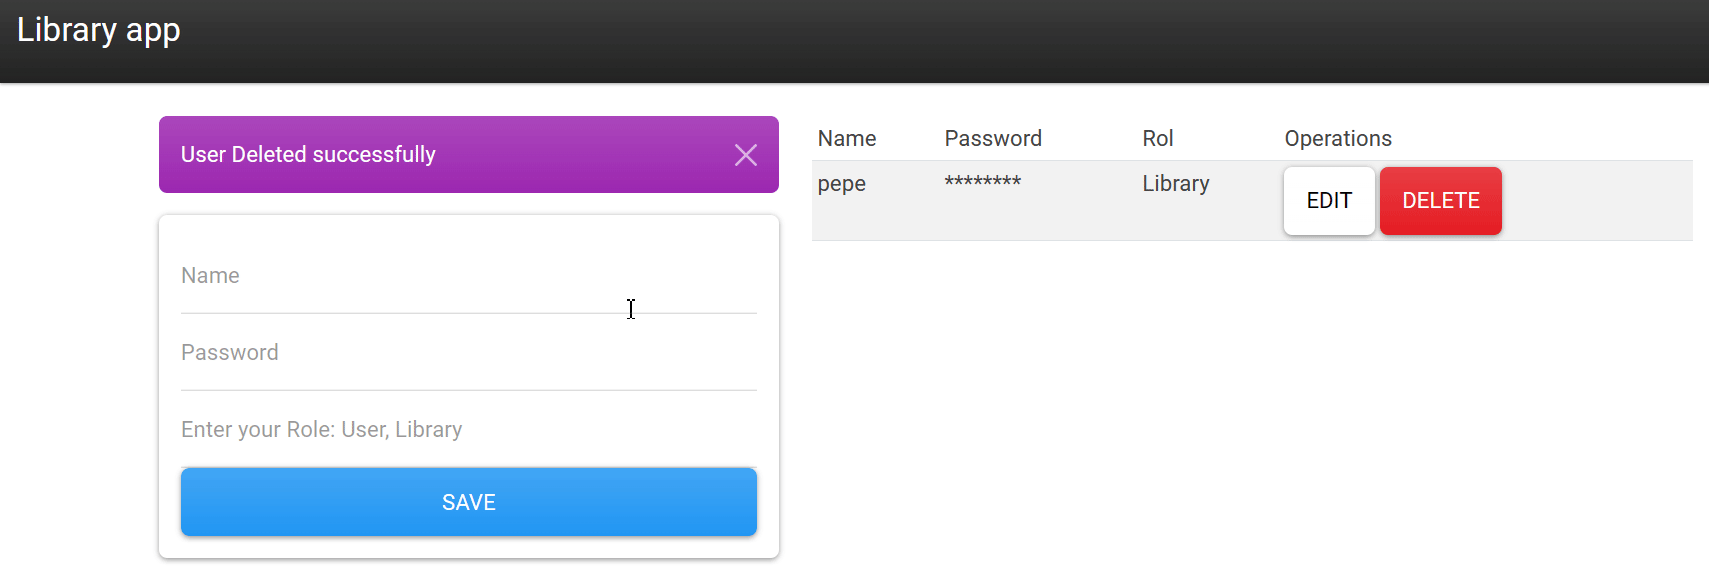 Library app
User Deleted successfully
Name
Password
Enter your Role: User, Library
SAVE
Name Password Rol Operations
pepe ******** Library EDIT DELETE